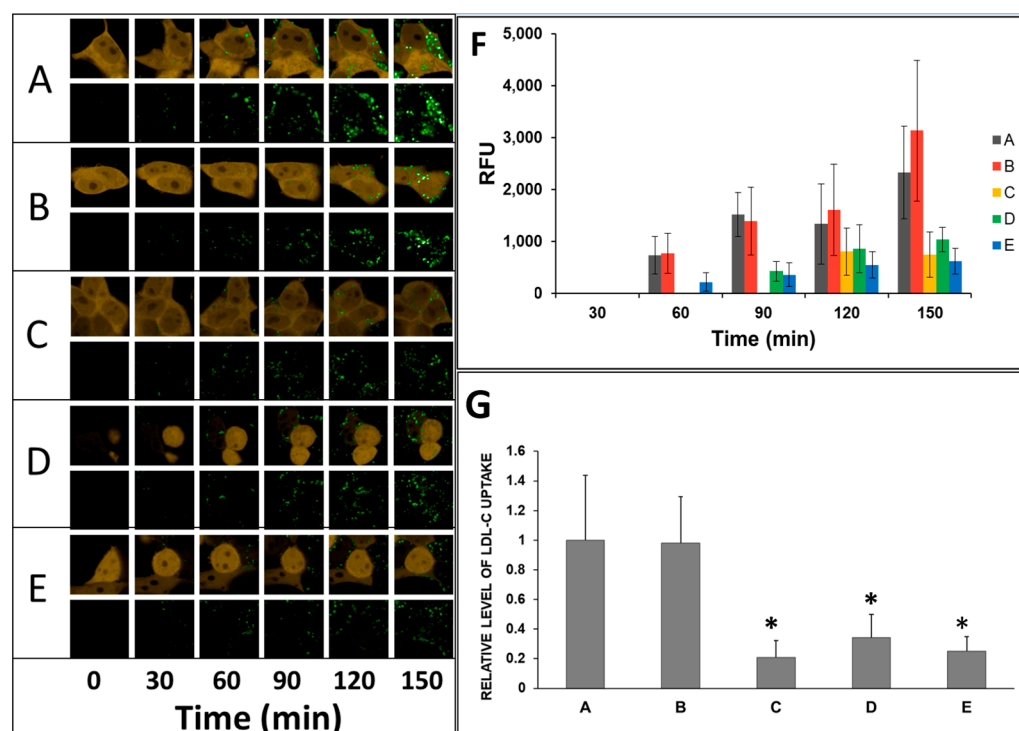 A
B
C
D
E
0 30 60 90 120 150
Time (min)
F
5,000
4,000
3,000
2,000
1,000
0
RFU
30 60 90 120 150
Time (min)
A
B
C
D
E
G
1.6
1.4
1.2
1
0.8
0.6
0.4
0.2
0
RELATIVE LEVEL OF LDL-C UPTAKE
* * *
A B C D E